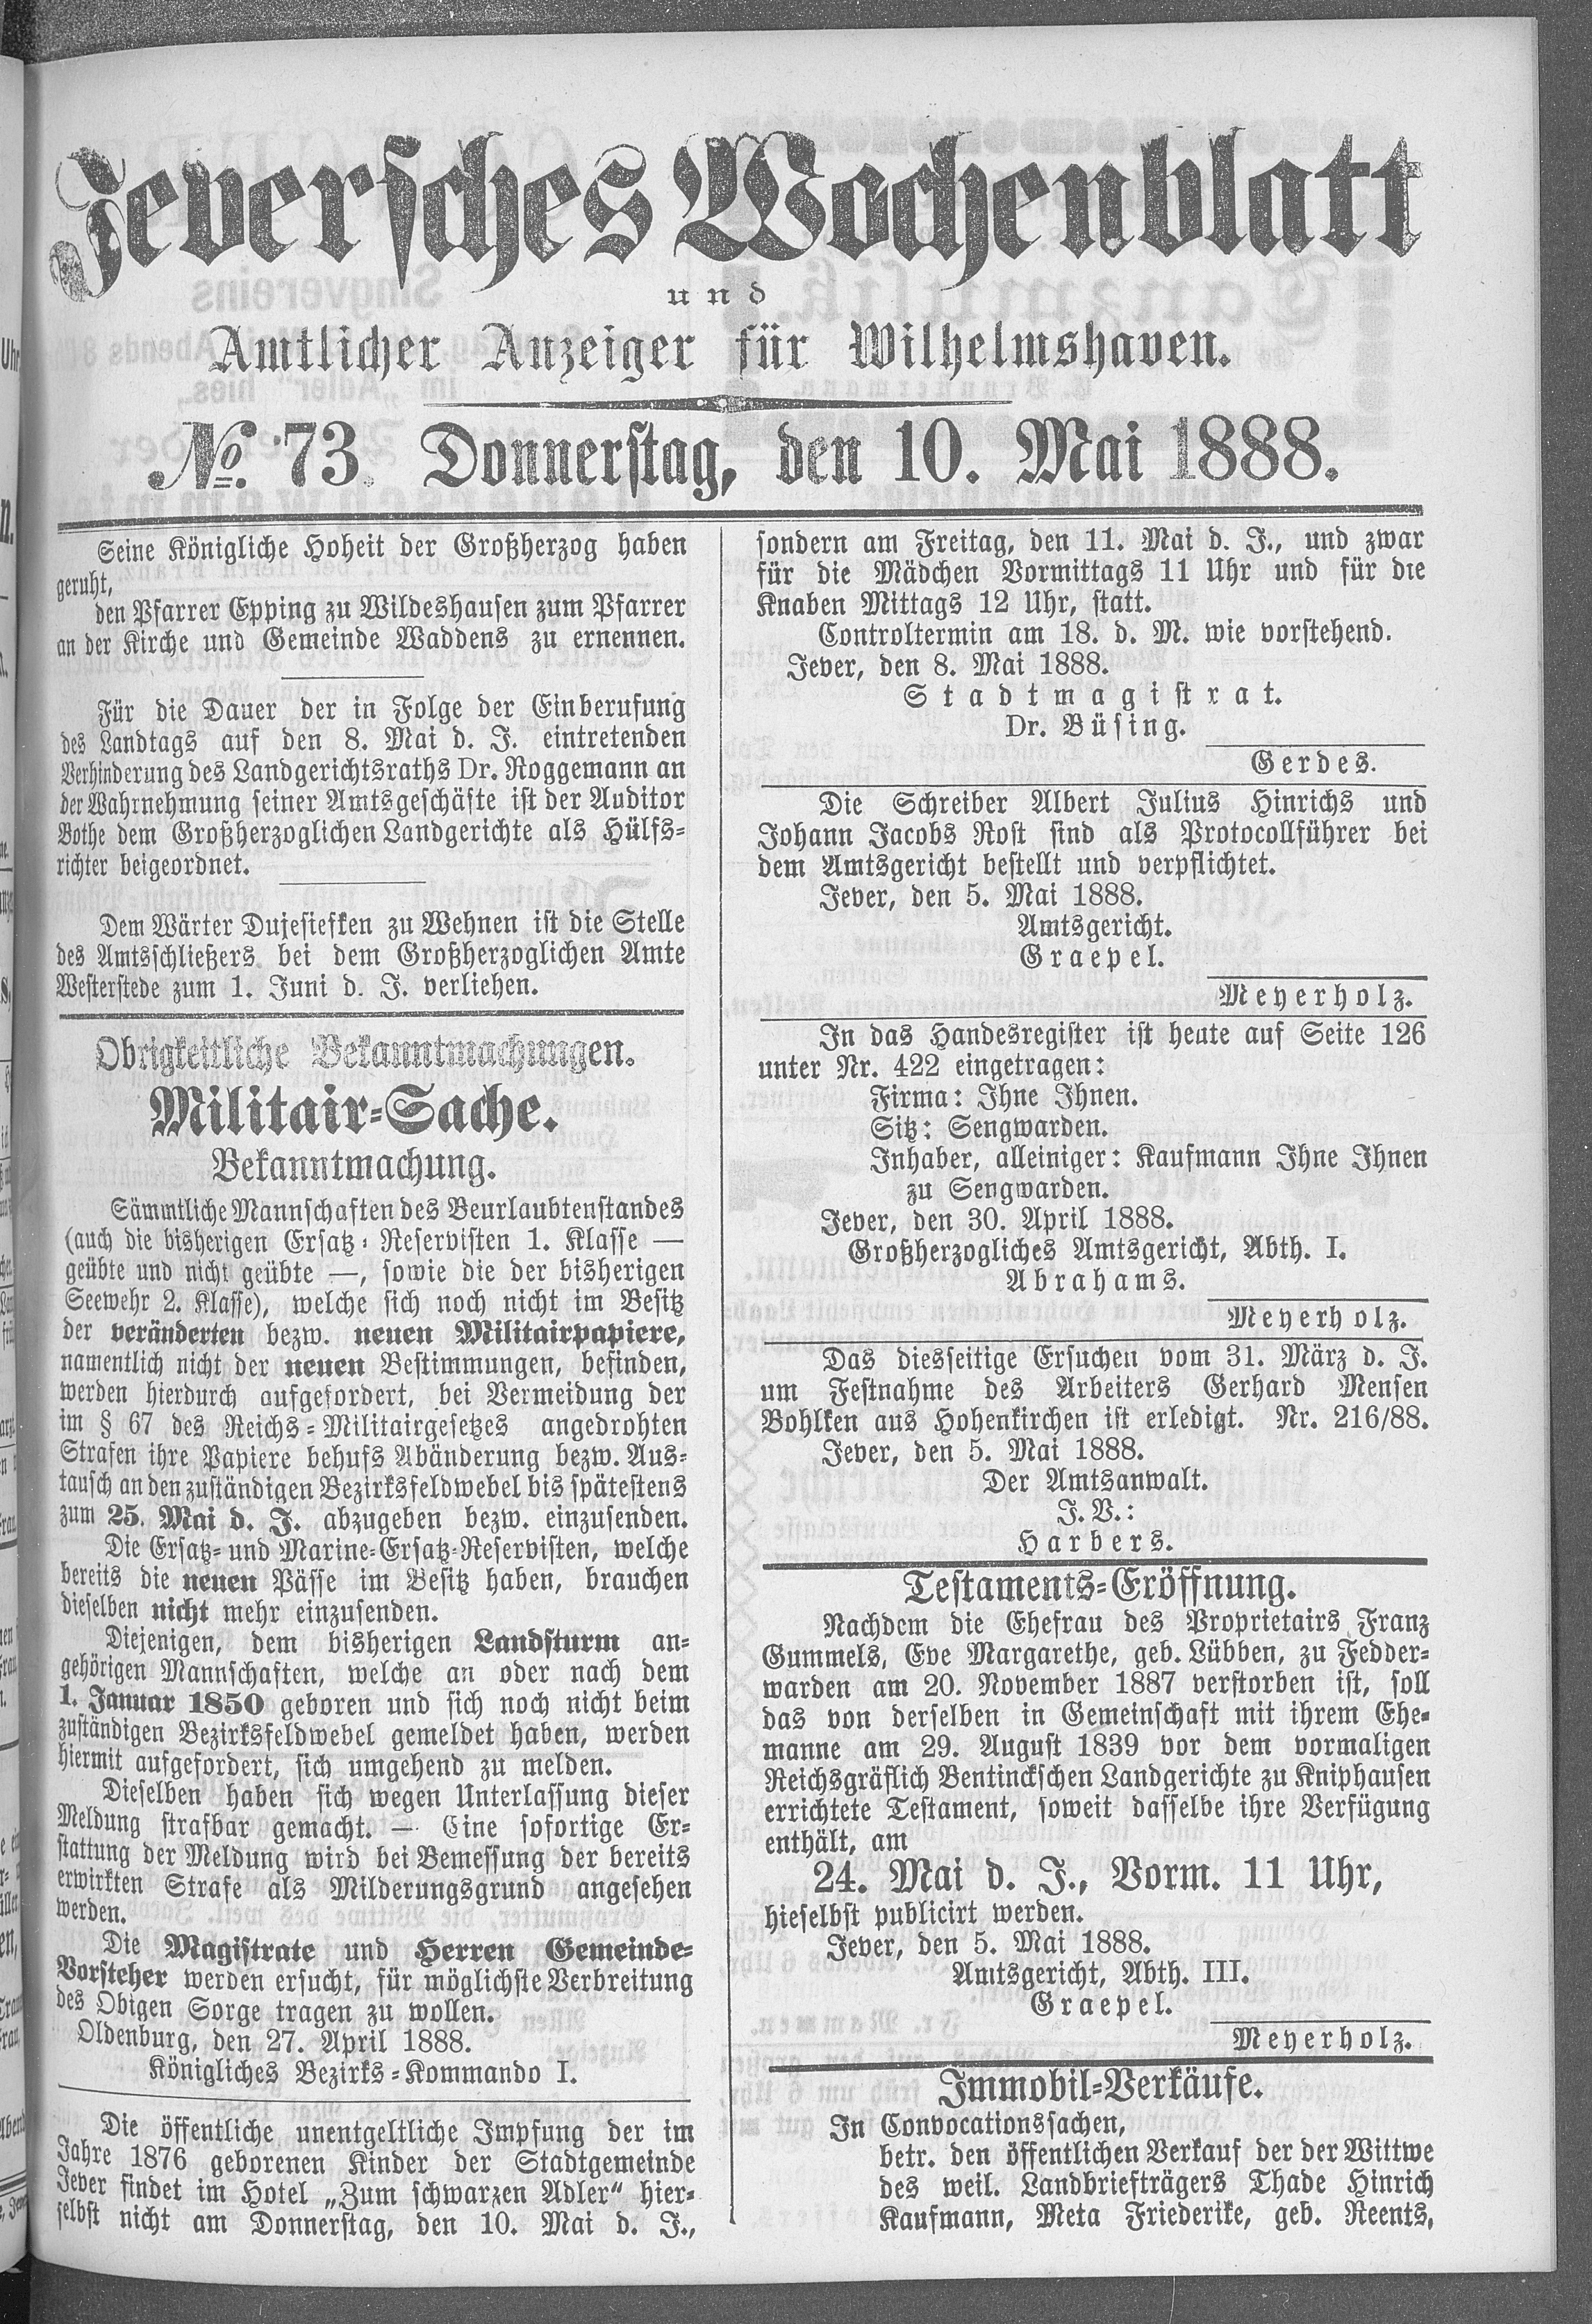 Jeversches Wochenblatt
und
Amtlicher Anzeiger für Wilhelmshaven.
№. 73. Donnerstag, den 10. Mai 1888.
Seine Königliche Hoheit der Großherzog haben
geruht,
den Pfarrer Epping zu Wildeshausen zum Pfarrer
an der Kirche und Gemeinde Waddens zu ernennen.
Für die Dauer der in Folge der Einberufung
des Landtags auf den 8. Mai d. J. eintretenden
Verhinderung des Landgerichtsraths Dr. Roggemann an
der Wahrnehmung seiner Amtsgeschäfte ist der Auditor
Bothe dem Großherzoglichen Landgerichte als Hülfs-
richter beigeordnet.
Dem Wärter Dujesiefken zu Wehnen ist die Stelle
des Amtsschließers bei dem Großherzoglichen Amte
Westerstede zum 1. Juni d. J. verliehen.
Obrigkeitliche Bekanntmachungen.
Militair-Sache.
Bekanntmachung.
Sämmtliche Mannschaften des Beurlaubtenstandes
(auch die bisherigen Ersatz-Reservisten 1. Klasse —
geübte und nicht geübte —, sowie die der bisherigen
Seewehr 2. Klasse), welche sich noch nicht im Besitz
der veränderten bezw. neuen Militairpapiere,
namentlich nicht der neuen Bestimmungen, befinden,
werden hierdurch aufgefordert, bei Vermeidung der
im § 67 des Reichs-Militairgesetzes angedrohten
Strafen ihre Papiere behufs Abänderung bezw. Aus-
tausch an den zuständigen Bezirksfeldwebel bis spätestens
zum 25. Mai d. J. abzugeben bezw. einzusenden.
Die Ersatz- und Marine-Ersatz-Reservisten, welche
bereits die neuen Pässe im Besitz haben, brauchen
dieselben nicht mehr einzusenden.
Diejenigen, dem bisherigen Landsturm an-
gehörigen Mannschaften, welche an oder nach dem
1. Januar 1850 geboren und sich noch nicht beim
zuständigen Bezirksfeldwebel gemeldet haben, werden
hiermit aufgefordert, sich umgehend zu melden.
Dieselben haben sich wegen Unterlassung dieser
Meldung strafbar gemacht. — Eine sofortige Er-
stattung der Meldung wird bei Bemessung der bereits
erwirkten Strafe als Milderungsgrund angesehen
werden.
Die Magistrate und Herren Gemeinde-
Vorsteher werden ersucht, für möglichste Verbreitung
des Obigen Sorge tragen zu wollen.
Oldenburg, den 27. April 1888.
Königliches Bezirks-Kommando I.
Die öffentliche unentgeltliche Impfung der im
Jahre 1876 geborenen Kinder der Stadtgemeinde
Jever findet im Hotel „Zum schwarzen Adler“ hier-
selbst nicht am Donnerstag, den 10. Mai d. J.,
sondern am Freitag, den 11. Mai d. J., und zwar
für die Mädchen Vormittags 11 Uhr und für die
Knaben Mittags 12 Uhr, statt.
Controltermin am 18. d. M. wie vorstehend.
Jever, den 8. Mai 1888.
Stadtmagistrat.
Dr. Büsing.
Gerdes.
Die Schreiber Albert Julius Hinrichs und
Johann Jacobs Rost sind als Protocollführer bei
dem Amtsgericht bestellt und verpflichtet.
Jever, den 5. Mai 1888.
Amtsgericht.
Graepel.
Meyerholz.
In das Handesregister ist heute auf Seite 126
unter Nr. 422 eingetragen:
Firma: Ihne Ihnen.
Sitz: Sengwarden.
Inhaber, alleiniger: Kaufmann Ihne Ihnen
zu Sengwarden.
Jever, den 30. April 1888.
Großherzogliches Amtsgericht, Abth. I.
Abrahams.
Meyerholz.
Das diesseitige Ersuchen vom 31. März d. J.
um Festnahme des Arbeiters Gerhard Mensen
Bohlken aus Hohenkirchen ist erledigt. Nr. 216/88.
Jever, den 5. Mai 1888.
Der Amtsanwalt.
J. V.:
Harbers.
Testaments-Eröffnung.
Nachdem die Ehefrau des Proprietairs Franz
Gummels, Eve Margarethe, geb. Lübben, zu Fedder-
warden am 20. November 1887 verstorben ist, soll
das von derselben in Gemeinschaft mit ihrem Ehe-
manne am 29. August 1839 vor dem vormaligen
Reichsgräflich Bentinckschen Landgerichte zu Kniphausen
errichtete Testament, soweit dasselbe ihre Verfügung
enthält, am
24. Mai d. J., Vorm. 11 Uhr,
hieselbst publicirt werden.
Jever, den 5. Mai 1888.
Amtsgericht, Abth. III.
Graepel.
Meyerholz.
Immobil-Verkäufe.
In Convocationssachen,
betr. den öffentlichen Verkauf der der Wittwe
des weil. Landbriefträgers Thade Hinrich
Kaufmann, Meta Friederike, geb. Reents,